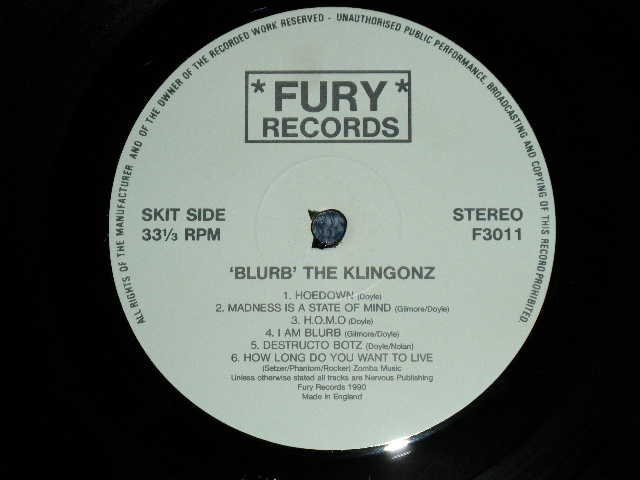 ALL RIGHTS OF THE MANUFACTURER AND OF THE OWNER OF THE RECORDED WORK RESERVED - UNAUTHORISED PUBLIC PERFORMANCE, BROADCASTING AND COPYING OF THIS RECORD PROHIBITED.
* FURY *
RECORDS
SKIT SIDE
33⅓ RPM
STEREO
F3011
'BLURB' THE KLINGONZ
1. HOEDOWN (Doyle)
2. MADNESS IS A STATE OF MIND (Gilmore/Doyle)
3. H.O.M.O (Doyle)
4. I AM BLURB (Gilmore/Doyle)
5. DESTRUCTO BOTZ (Doyle/Nolan)
6. HOW LONG DO YOU WANT TO LIVE
(Setzer/Phantom/Rocker) Zomba Music
Unless otherwise stated all tracks are Nervous Publishing
Fury Records 1990
Made in England